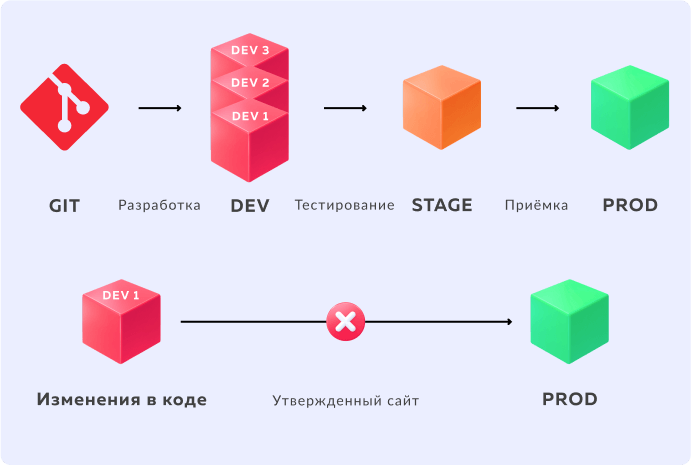 DEV 3
DEV 2
DEV 1
GIT Разработка DEV Тестирование STAGE Приёмка PROD
DEV 1
Изменения в коде Утвержденный сайт PROD